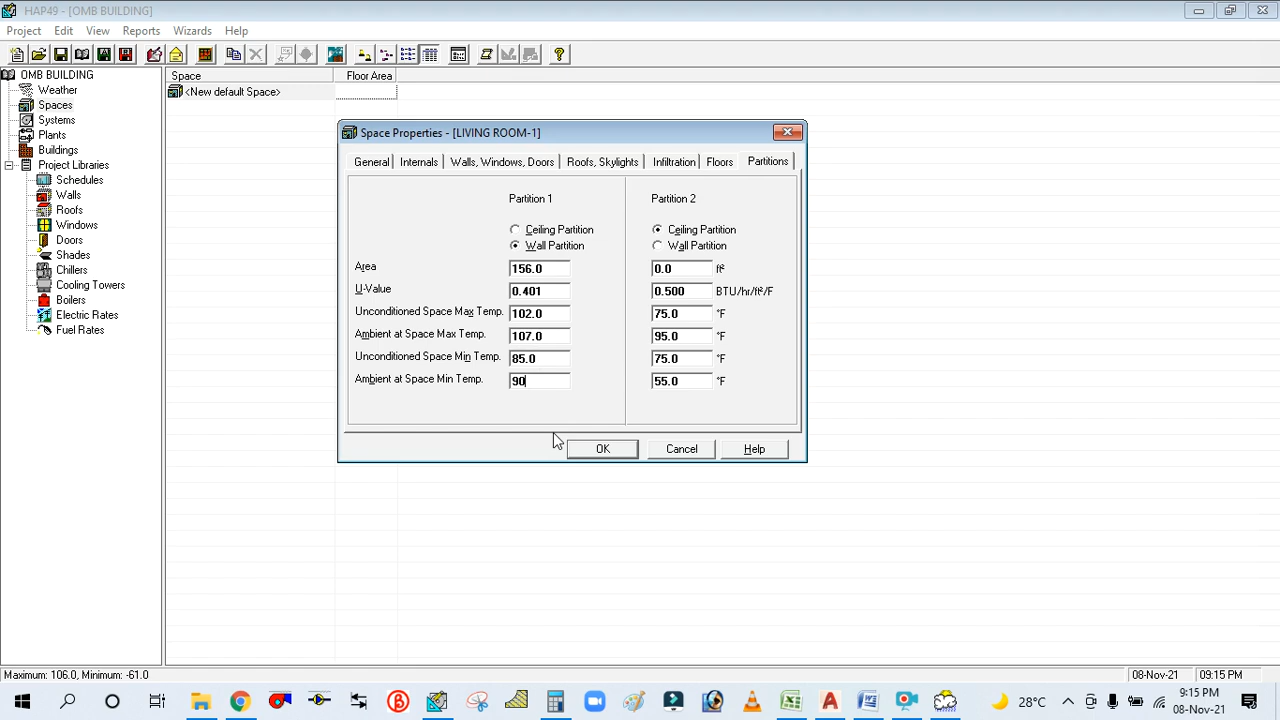 HAP49 - [OMB BUILDING]
Project Edit View Reports Wizards Help
OMB BUILDING
Weather
Spaces
Systems
Plants
Buildings
Project Libraries
Schedules
Walls
Roofs
Windows
Doors
Shades
Chillers
Cooling Towers
Boilers
Electric Rates
Fuel Rates
Space Floor Area
<New default Space>
Space Properties - [LIVING ROOM-1]
General Internals Walls, Windows, Doors Roofs, Skylights Infiltration Floors Partitions
Partition 1 Partition 2
Ceiling Partition Ceiling Partition
Wall Partition Wall Partition
Area 156.0 0.0 ft²
U-Value 0.401 0.500 BTU/hr/ft²/F
Unconditioned Space Max Temp. 102.0 75.0 °F
Ambient at Space Max Temp. 107.0 95.0 °F
Unconditioned Space Min Temp. 85.0 75.0 °F
Ambient at Space Min Temp. 90 55.0 °F
OK Cancel Help
Maximum: 106.0, Minimum: -61.0 08-Nov-21 09:15 PM
28°C 9:15 PM
08-Nov-21